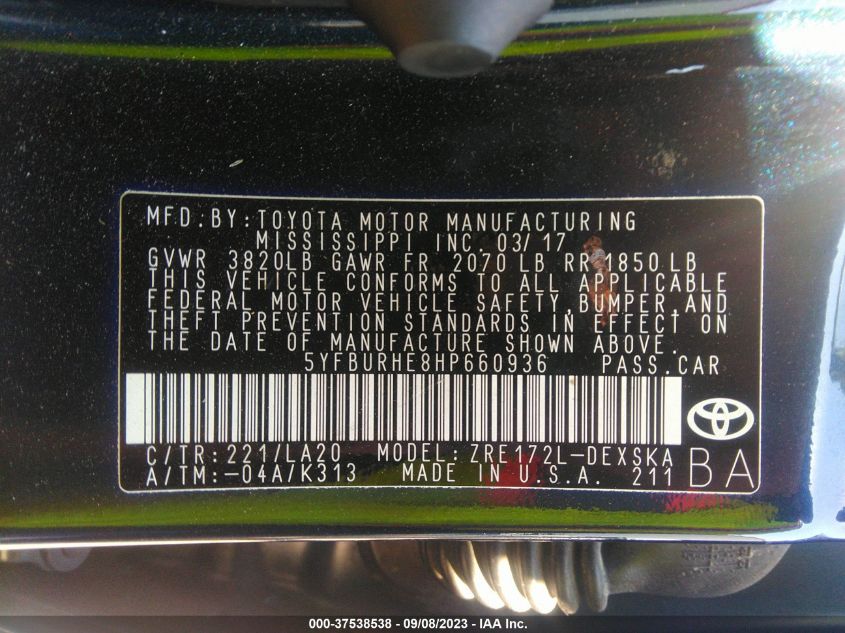 MFD.BY:TOYOTA MOTOR MANUFACTURING
MISSISSIPPI INC. 03/17
GVWR 3820LB GAWR FR 2070 LB RR 1850 LB
THIS VEHICLE CONFORMS TO ALL APPLICABLE
FEDERAL MOTOR VEHICLE SAFETY,BUMPER,AND
THEFT PREVENTION STANDARDS IN EFFECT ON
THE DATE OF MANUFACTURE SHOWN ABOVE.
5YFBURHE8HP660936 PASS.CAR
C/TR:221/LA20 MODEL:ZRE172L-DEXSKA
A/TM:-04A/K313 MADE IN U.S.A. 211 BA
000-37538538 - 09/08/2023 - IAA Inc.